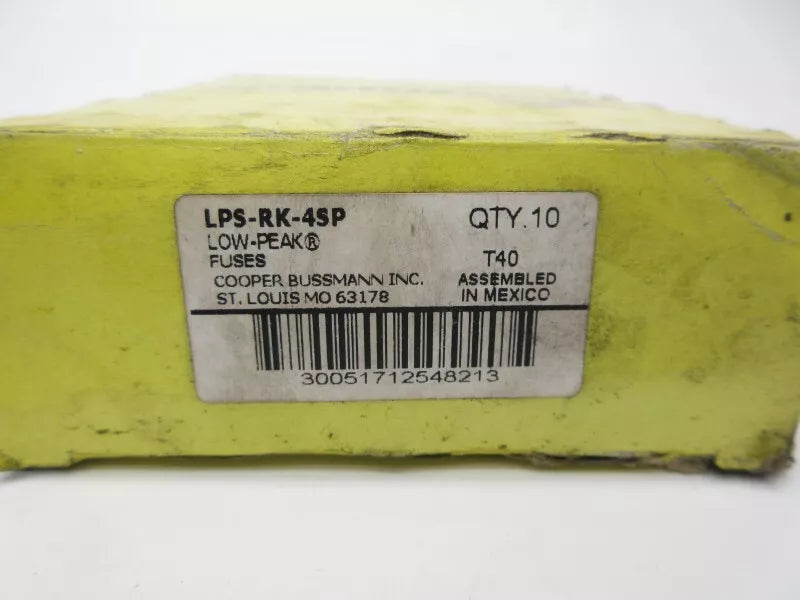 LPS-RK-4SP QTY.10
LOW-PEAK®
FUSES T40
COOPER BUSSMANN INC. ASSEMBLED
ST. LOUIS MO 63178 IN MEXICO
30051712548213